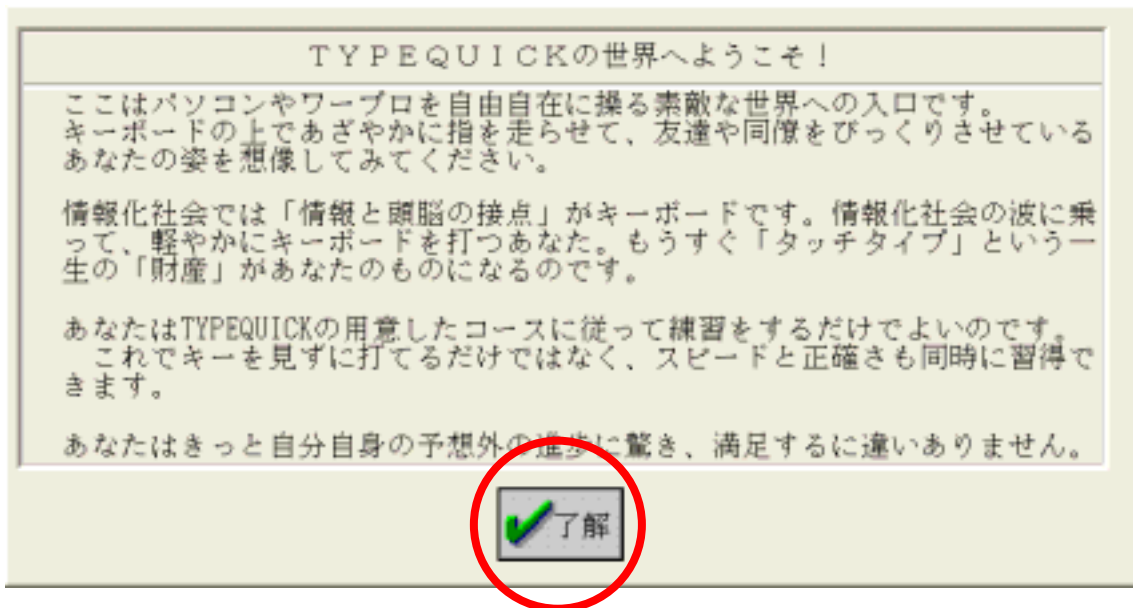 ＴＹＰＥＱＵＩＣＫの世界へようこそ！
ここはパソコンやワープロを自由自在に操る素敵な世界への入口です。
キーボードの上であざやかに指を走らせて、友達や同僚をびっくりさせている
あなたの姿を想像してみてください。
情報化社会では「情報と頭脳の接点」がキーボードです。情報化社会の波に乗
って、軽やかにキーボードを打つあなた。もうすぐ「タッチタイプ」という一
生の「財産」があなたのものになるのです。
あなたはTYPEQUICKの用意したコースに従って練習をするだけでよいのです。
これでキーを見ずに打てるだけではなく、スピードと正確さも同時に習得で
きます。
あなたはきっと自分自身の予想外の進歩に驚き、満足するに違いありません。
了解